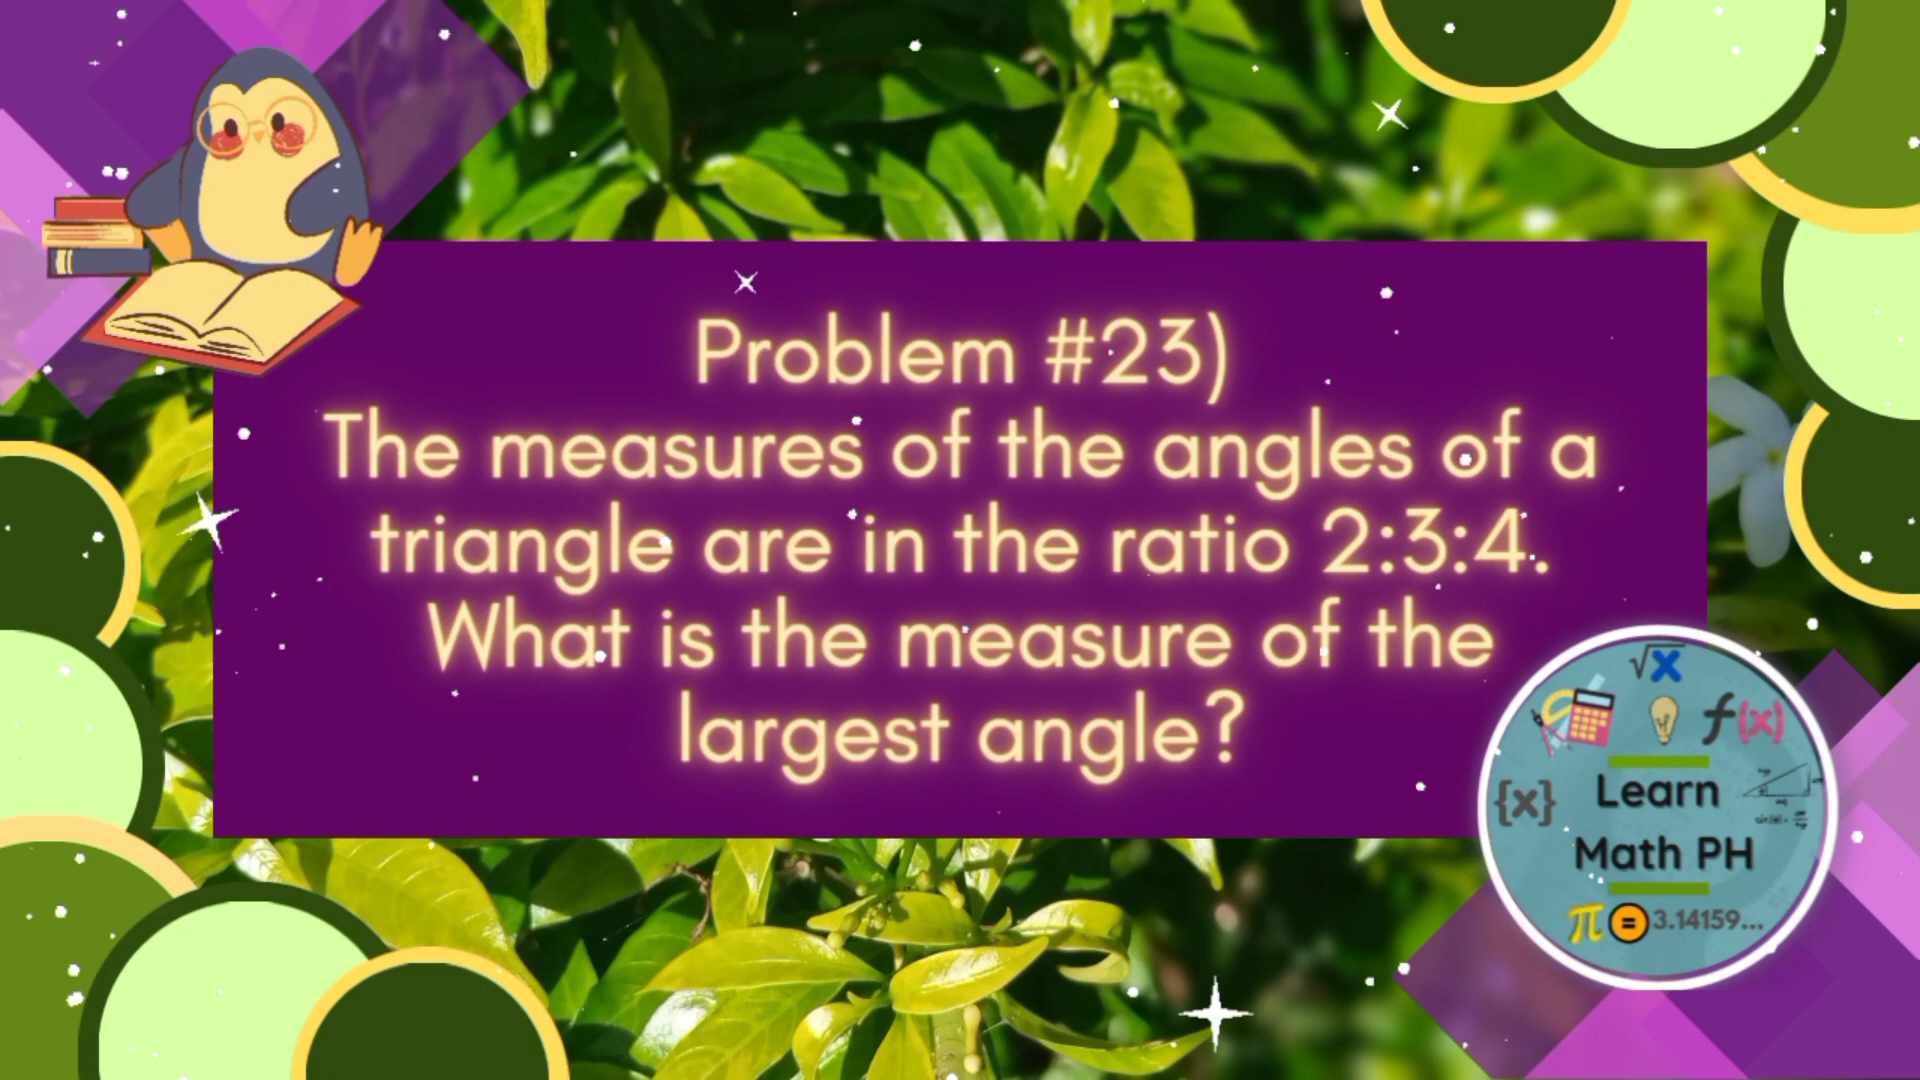 Problem #23)
The measures of the angles of a
triangle are in the ratio 2:3:4.
What is the measure of the
largest angle?
√x
f(x)
{x}
Learn
Math PH
π = 3.14159...